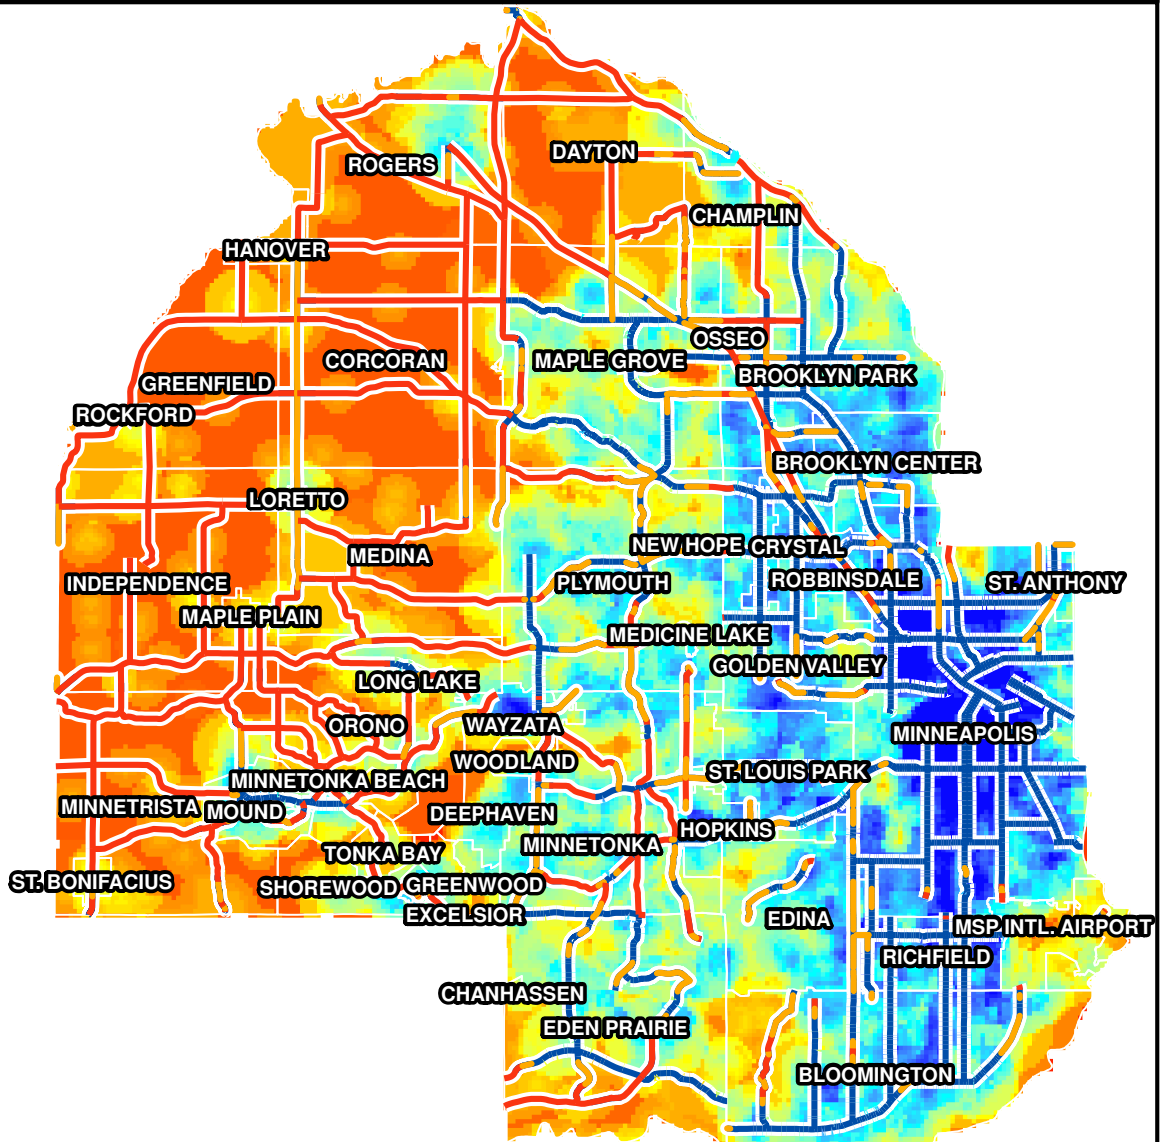 DAYTON
ROGERS
CHAMPLIN
HANOVER
OSSEO
CORCORAN
MAPLE GROVE
BROOKLYN PARK
GREENFIELD
ROCKFORD
BROOKLYN CENTER
LORETTO
NEW HOPE
CRYSTAL
MEDINA
ROBBINSDALE
ST. ANTHONY
INDEPENDENCE
PLYMOUTH
MAPLE PLAIN
MEDICINE LAKE
GOLDEN VALLEY
LONG LAKE
ORONO
WAYZATA
MINNEAPOLIS
WOODLAND
ST. LOUIS PARK
MINNETONKA BEACH
MINNETRISTA
MOUND
DEEPHAVEN
HOPKINS
MINNETONKA
TONKA BAY
ST. BONIFACIUS
SHOREWOOD
GREENWOOD
EXCELSIOR
EDINA
MSP INTL. AIRPORT
RICHFIELD
CHANHASSEN
EDEN PRAIRIE
BLOOMINGTON